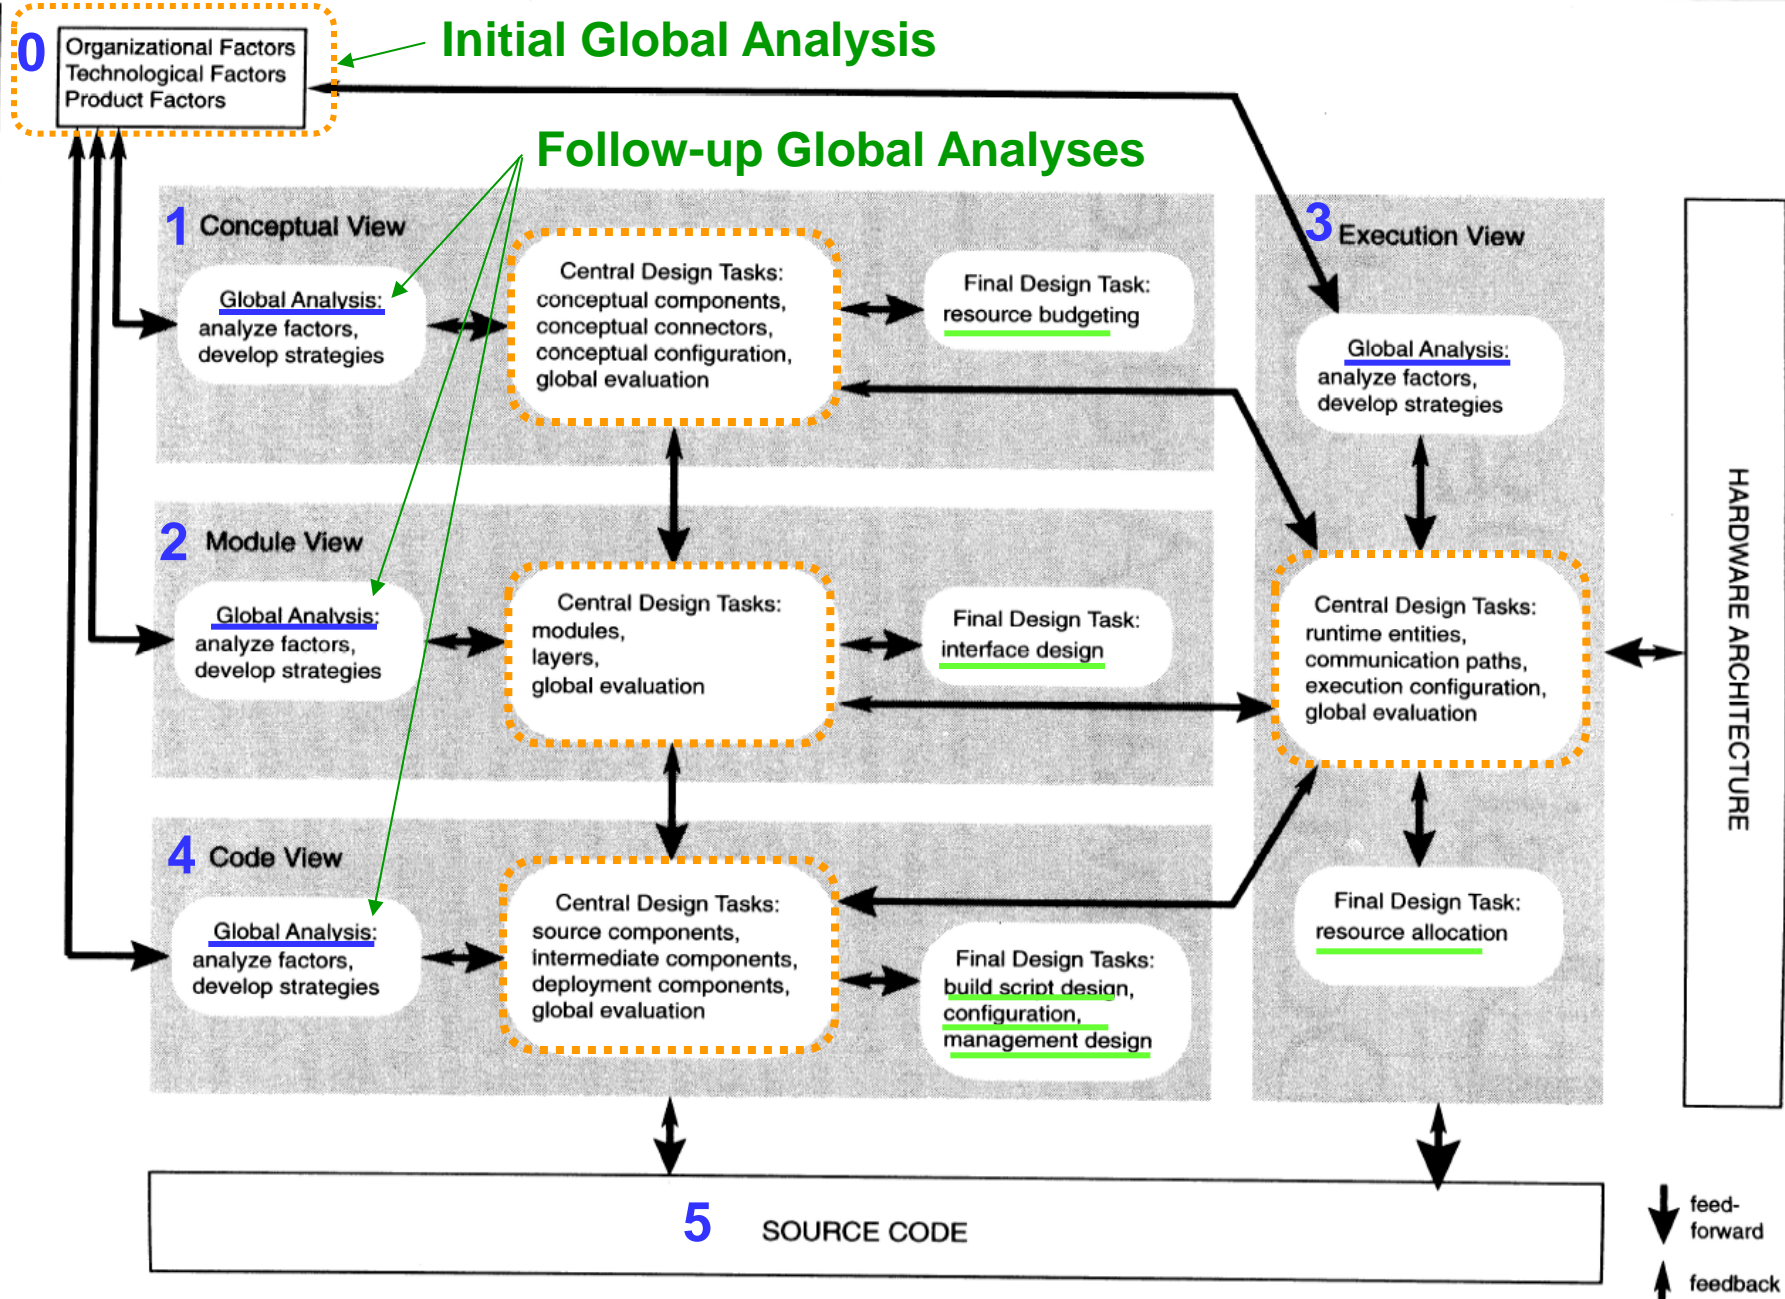 Initial Global Analysis
0
Organizational Factors
Technological Factors
Product Factors
Follow-up Global Analyses
1 Conceptual View
Global Analysis:
analyze factors,
develop strategies
Central Design Tasks:
conceptual components,
conceptual connectors,
conceptual configuration,
global evaluation
Final Design Task:
resource budgeting
3 Execution View
Global Analysis:
analyze factors,
develop strategies
Central Design Tasks:
runtime entities,
communication paths,
execution configuration,
global evaluation
Final Design Task:
resource allocation
HARDWARE ARCHITECTURE
2 Module View
Global Analysis:
analyze factors,
develop strategies
Central Design Tasks:
modules,
layers,
global evaluation
Final Design Task:
interface design
4 Code View
Global Analysis:
analyze factors,
develop strategies
Central Design Tasks:
source components,
intermediate components,
deployment components,
global evaluation
Final Design Tasks:
build script design,
configuration,
management design
5 SOURCE CODE
feed-
forward
feedback